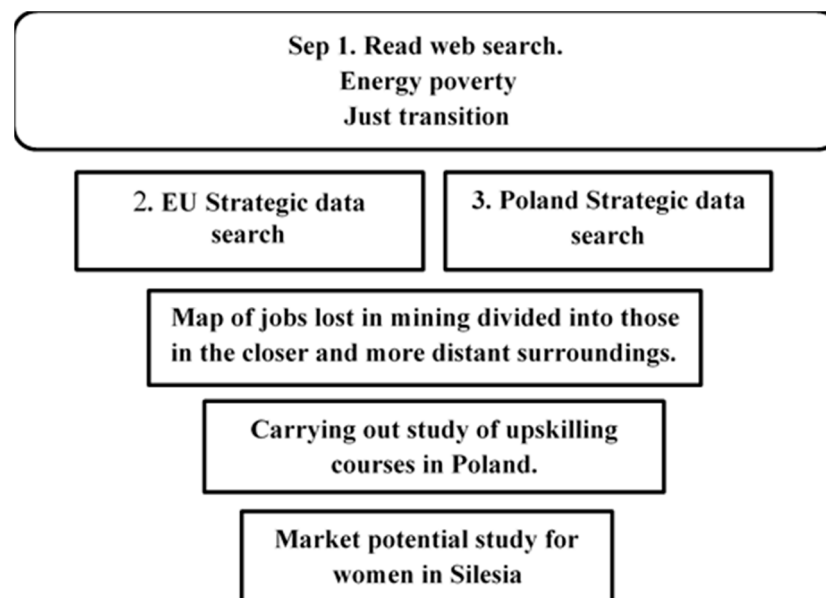 Sep 1. Read web search.
Energy poverty
Just transition
2. EU Strategic data
search
3. Poland Strategic data
search
Map of jobs lost in mining divided into those
in the closer and more distant surroundings.
Carrying out study of upskilling
courses in Poland.
Market potential study for
women in Silesia